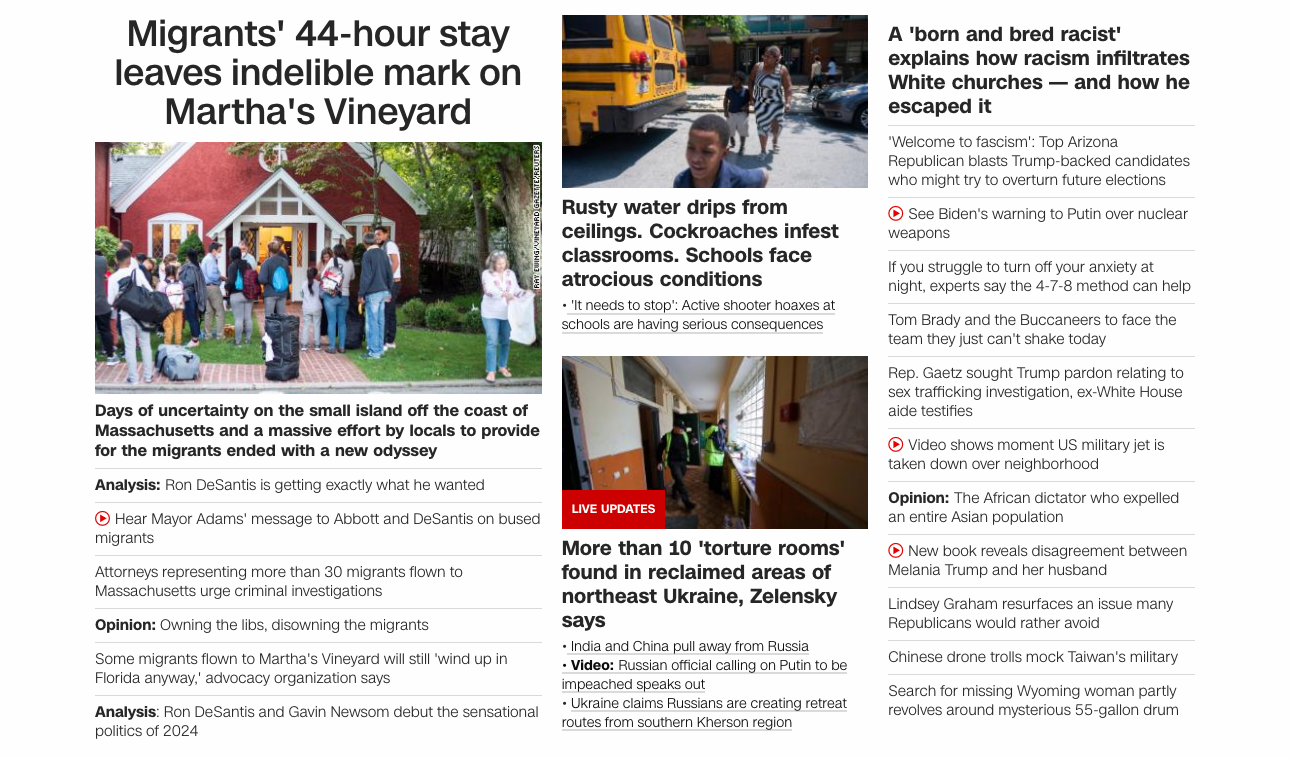 Migrants' 44-hour stay
leaves indelible mark on
Martha's Vineyard
RAY EWING/VINEYARD GAZETTE/REUTERS
Days of uncertainty on the small island off the coast of
Massachusetts and a massive effort by locals to provide
for the migrants ended with a new odyssey
Analysis: Ron DeSantis is getting exactly what he wanted
Hear Mayor Adams' message to Abbott and DeSantis on bused
migrants
Attorneys representing more than 30 migrants flown to
Massachusetts urge criminal investigations
Opinion: Owning the libs, disowning the migrants
Some migrants flown to Martha's Vineyard will still 'wind up in
Florida anyway,' advocacy organization says
Analysis: Ron DeSantis and Gavin Newsom debut the sensational
politics of 2024
Rusty water drips from
ceilings. Cockroaches infest
classrooms. Schools face
atrocious conditions
• 'It needs to stop': Active shooter hoaxes at
schools are having serious consequences
LIVE UPDATES
More than 10 'torture rooms'
found in reclaimed areas of
northeast Ukraine, Zelensky
says
• India and China pull away from Russia
• Video: Russian official calling on Putin to be
impeached speaks out
• Ukraine claims Russians are creating retreat
routes from southern Kherson region
A 'born and bred racist'
explains how racism infiltrates
White churches — and how he
escaped it
'Welcome to fascism': Top Arizona
Republican blasts Trump-backed candidates
who might try to overturn future elections
See Biden's warning to Putin over nuclear
weapons
If you struggle to turn off your anxiety at
night, experts say the 4-7-8 method can help
Tom Brady and the Buccaneers to face the
team they just can't shake today
Rep. Gaetz sought Trump pardon relating to
sex trafficking investigation, ex-White House
aide testifies
Video shows moment US military jet is
taken down over neighborhood
Opinion: The African dictator who expelled
an entire Asian population
New book reveals disagreement between
Melania Trump and her husband
Lindsey Graham resurfaces an issue many
Republicans would rather avoid
Chinese drone trolls mock Taiwan's military
Search for missing Wyoming woman partly
revolves around mysterious 55-gallon drum